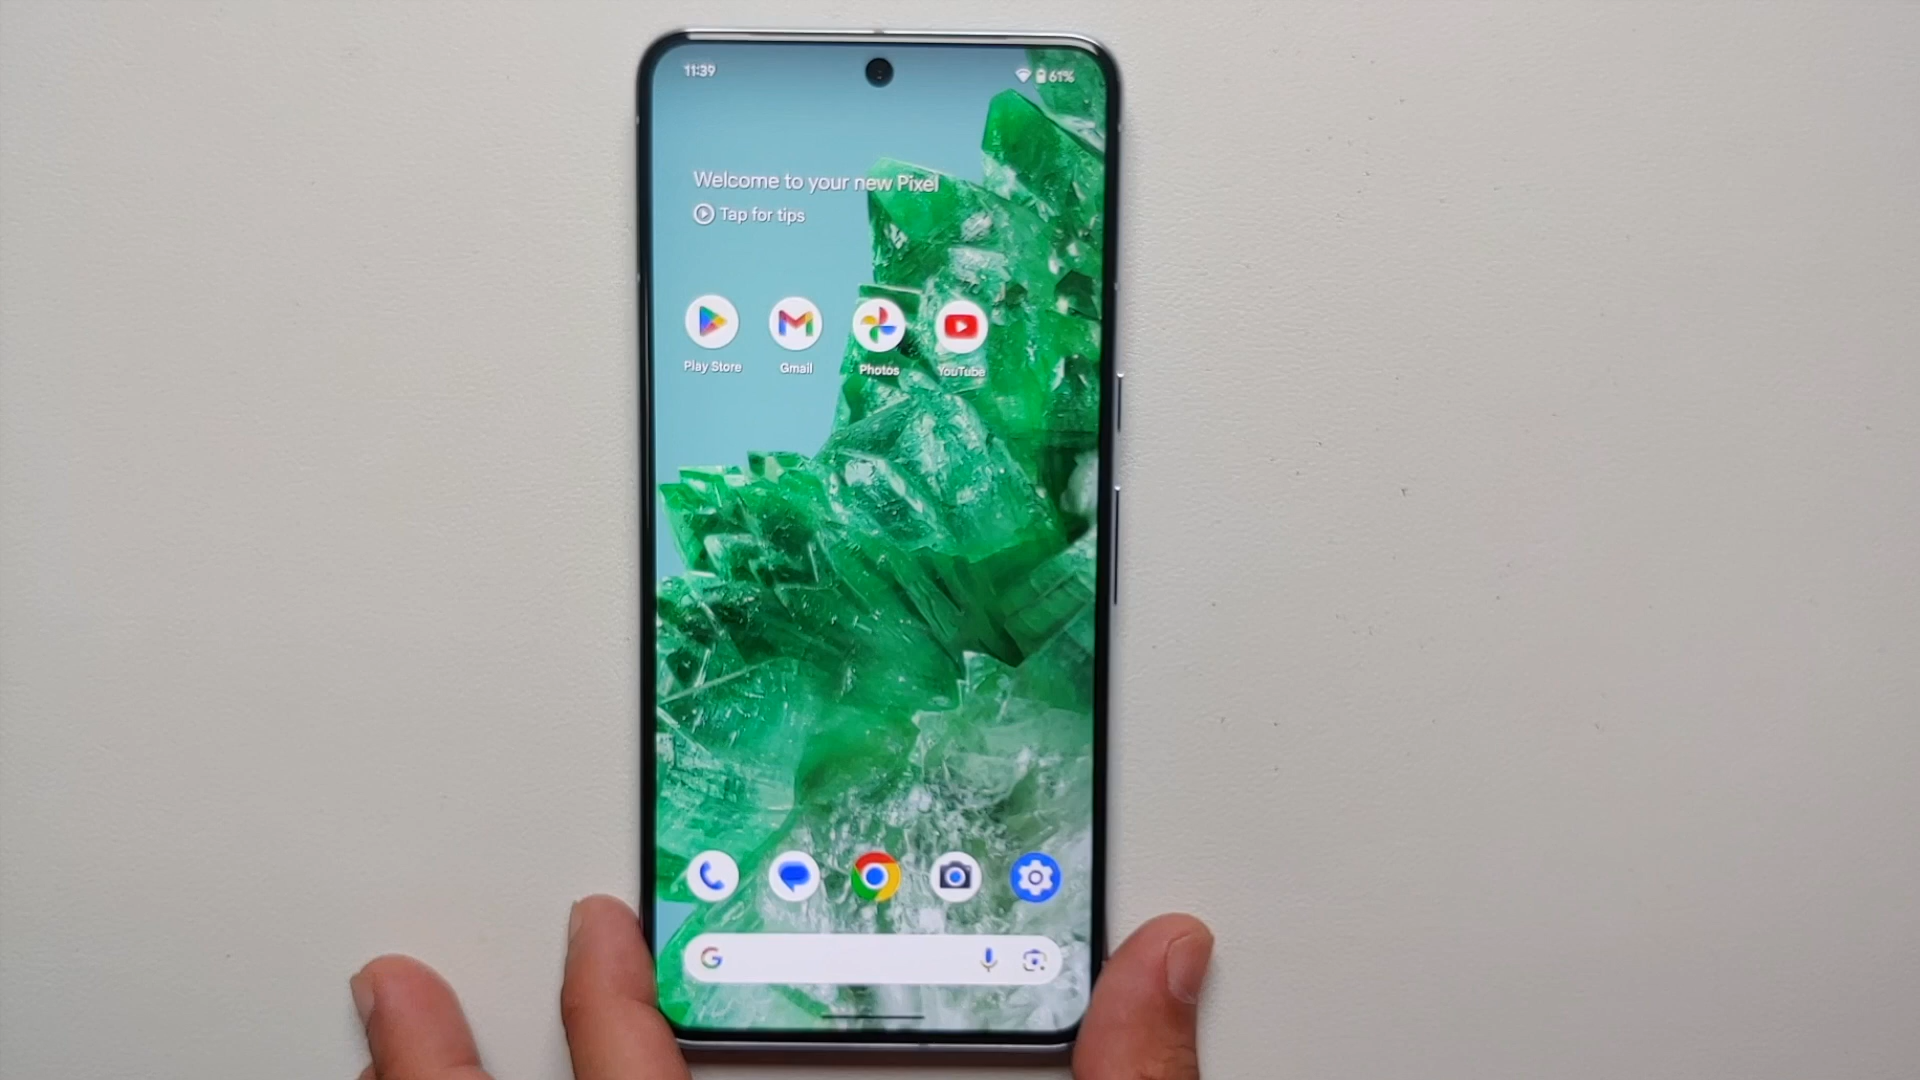 11:39
61%
Welcome to your new Pixel
Tap for tips
Play Store
Gmail
Photos
YouTube